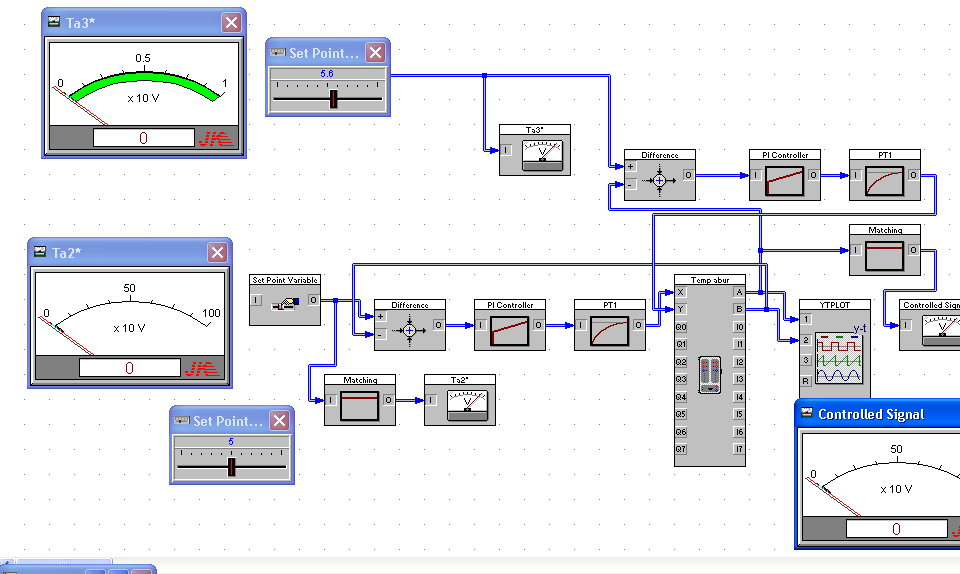 Ta3*
0
0.5
1
x 10 V
0
Set Point...
5.6
Ta3*
I
V
Difference
+
-
O
PI Controller
I
O
PT1
I
O
Matching
I
O
Ta2*
0
50
100
x 10 V
0
Set Point Variable
I
O
Difference
+
-
O
PI Controller
I
O
PT1
I
O
Temp abur
X
A
Y
B
Q0
I0
Q1
I1
Q2
I2
Q3
I3
Q4
I4
Q5
I5
Q6
I6
Q7
I7
YTPLOT
1
2
3
R
y-t
Controlled Sign
I
V
Matching
I
O
Ta2*
I
V
Set Point...
5
Controlled Signal
0
50
x 10 V
0